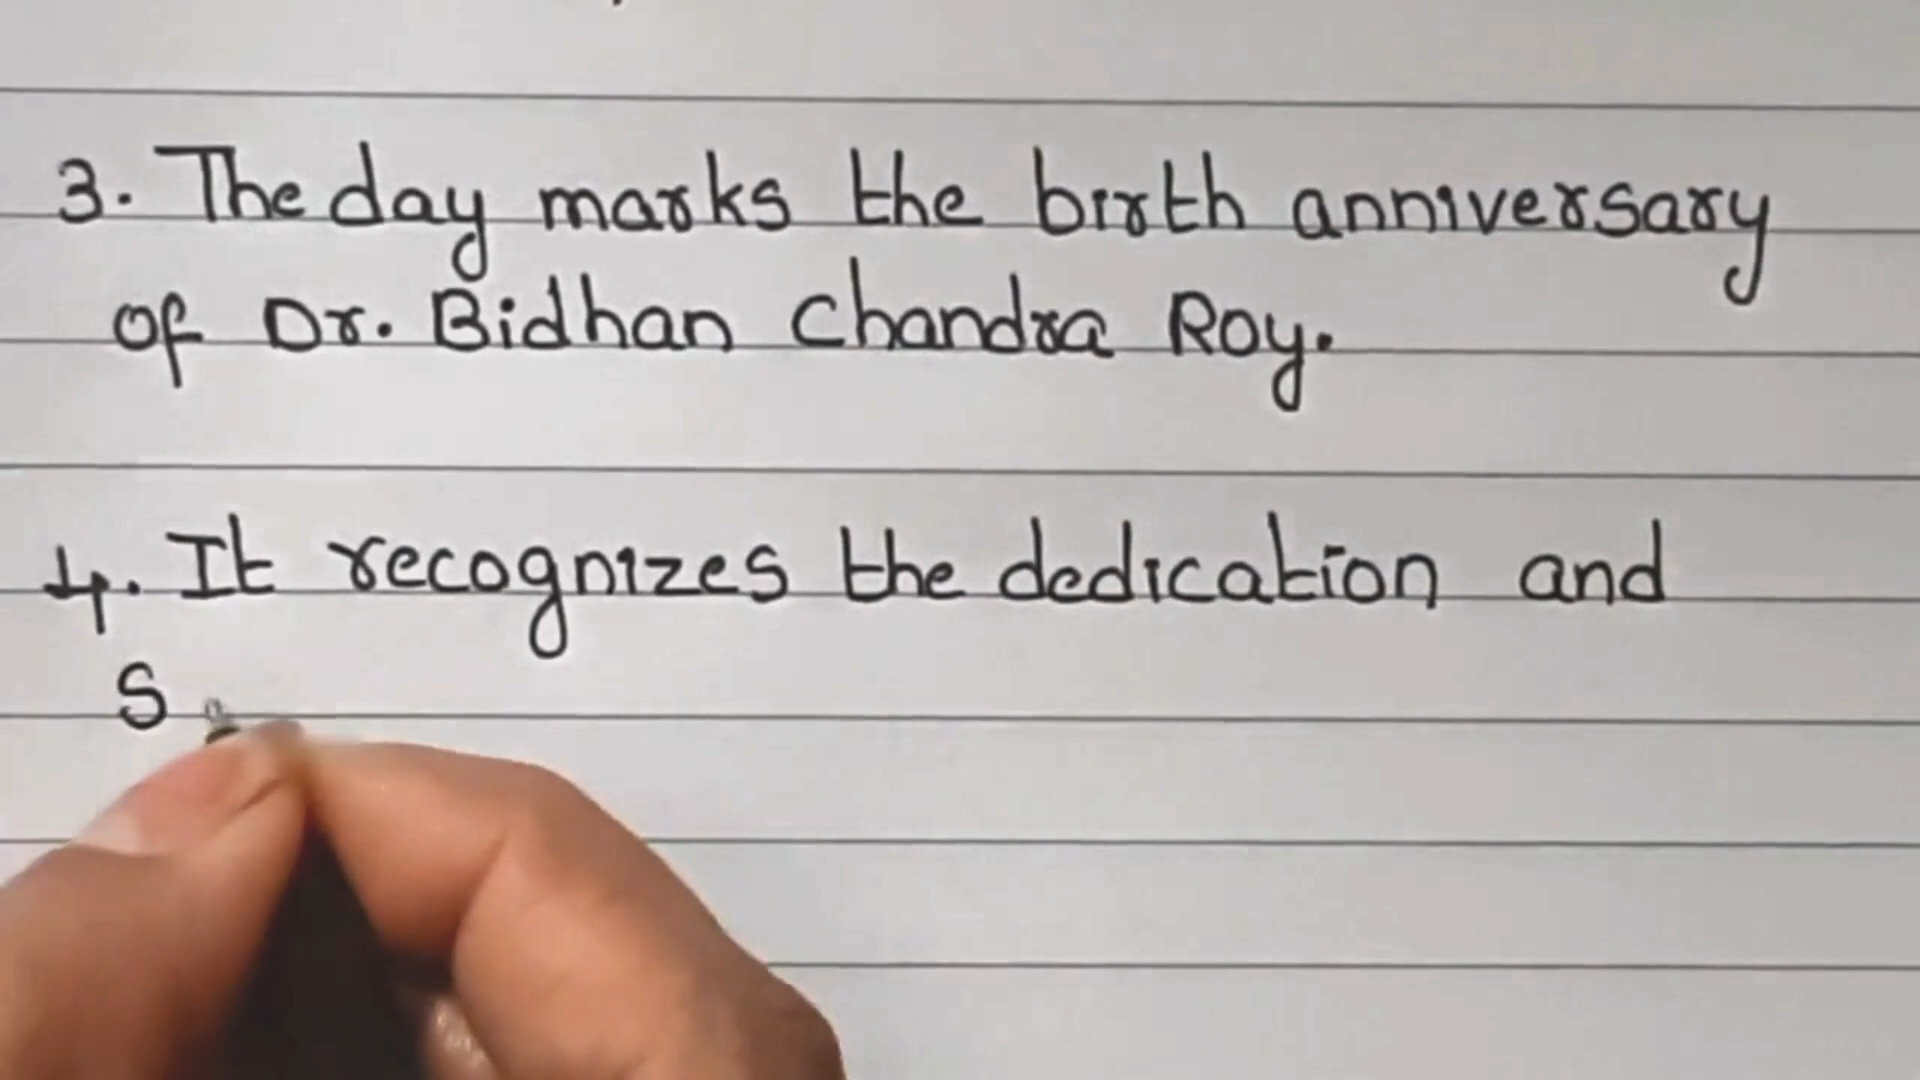 3. The day marks the birth anniversary
of Dr. Bidhan Chandra Roy.
4. It recognizes the dedication and
S